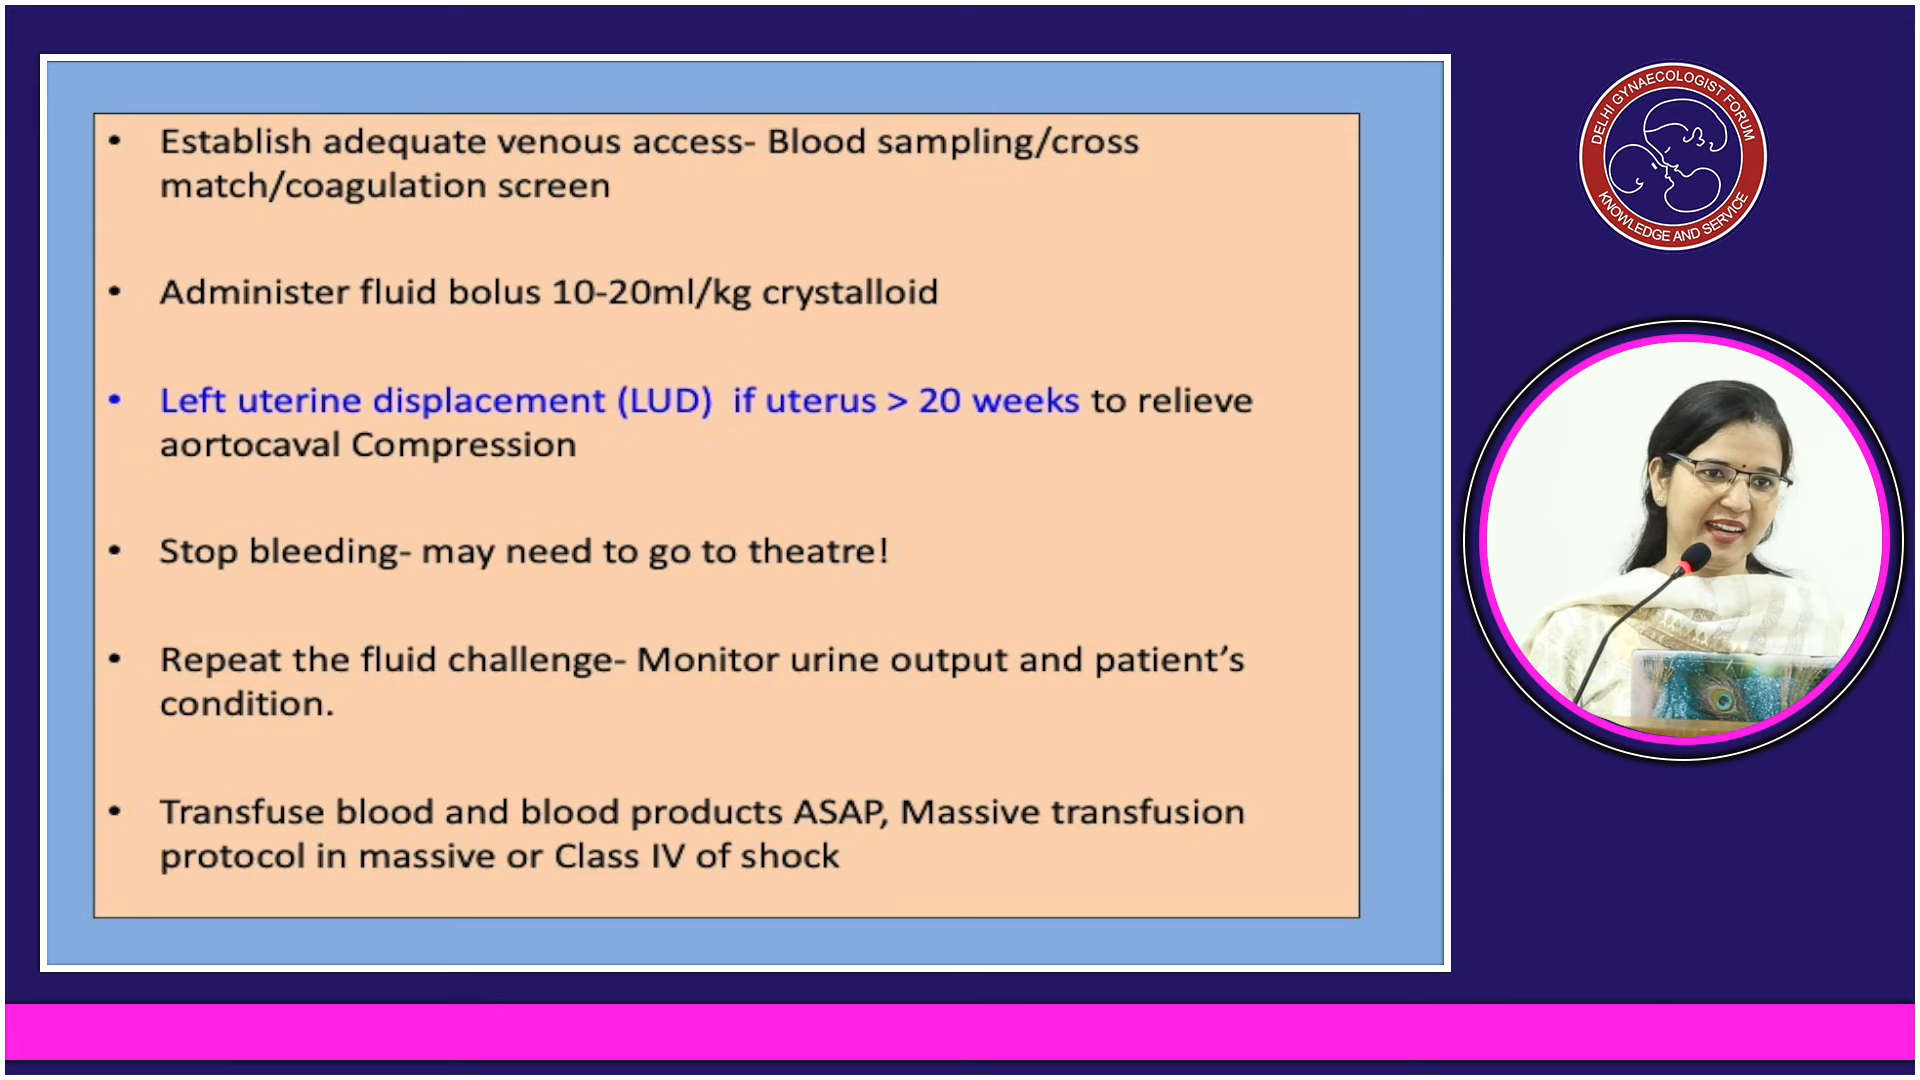 • Establish adequate venous access- Blood sampling/cross
match/coagulation screen
• Administer fluid bolus 10-20ml/kg crystalloid
• Left uterine displacement (LUD)  if uterus > 20 weeks to relieve
aortocaval Compression
• Stop bleeding- may need to go to theatre!
• Repeat the fluid challenge- Monitor urine output and patient’s
condition.
• Transfuse blood and blood products ASAP, Massive transfusion
protocol in massive or Class IV of shock
DELHI GYNAECOLOGIST FORUM
KNOWLEDGE AND SERVICE